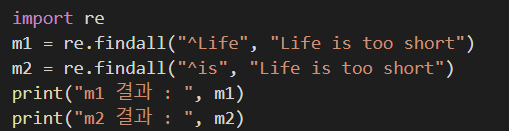 import re
m1 = re.findall("^Life", "Life is too short")
m2 = re.findall("^is", "Life is too short")
print("m1 결과 : ", m1)
print("m2 결과 : ", m2)